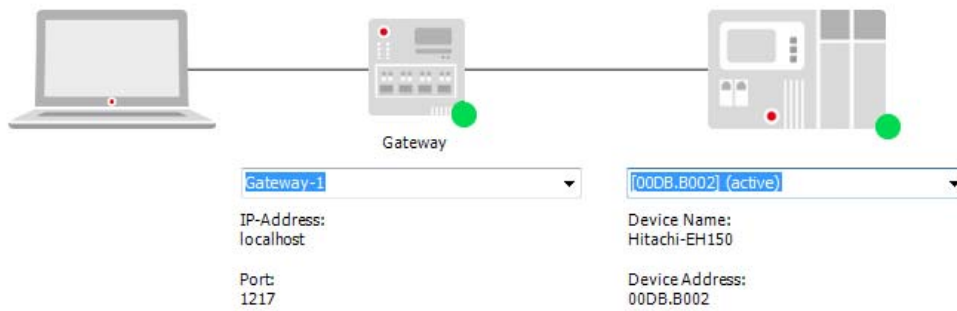 Gateway
Gateway-1
[00DB.B002] (active)
IP-Address:
localhost
Device Name:
Hitachi-EH150
Port:
1217
Device Address:
00DB.B002